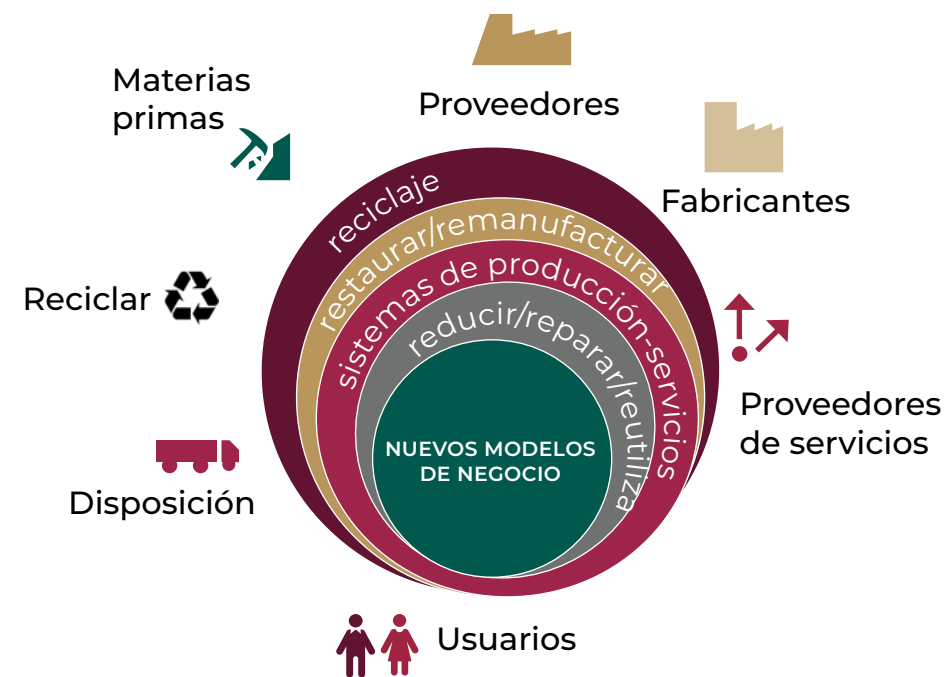 Materias
primas
Proveedores
Fabricantes
reciclaje
restaurar/remanufacturar
sistemas de producción-servicios
reducir/reparar/reutiliza
NUEVOS MODELOS
DE NEGOCIO
Reciclar
Proveedores
de servicios
Disposición
Usuarios